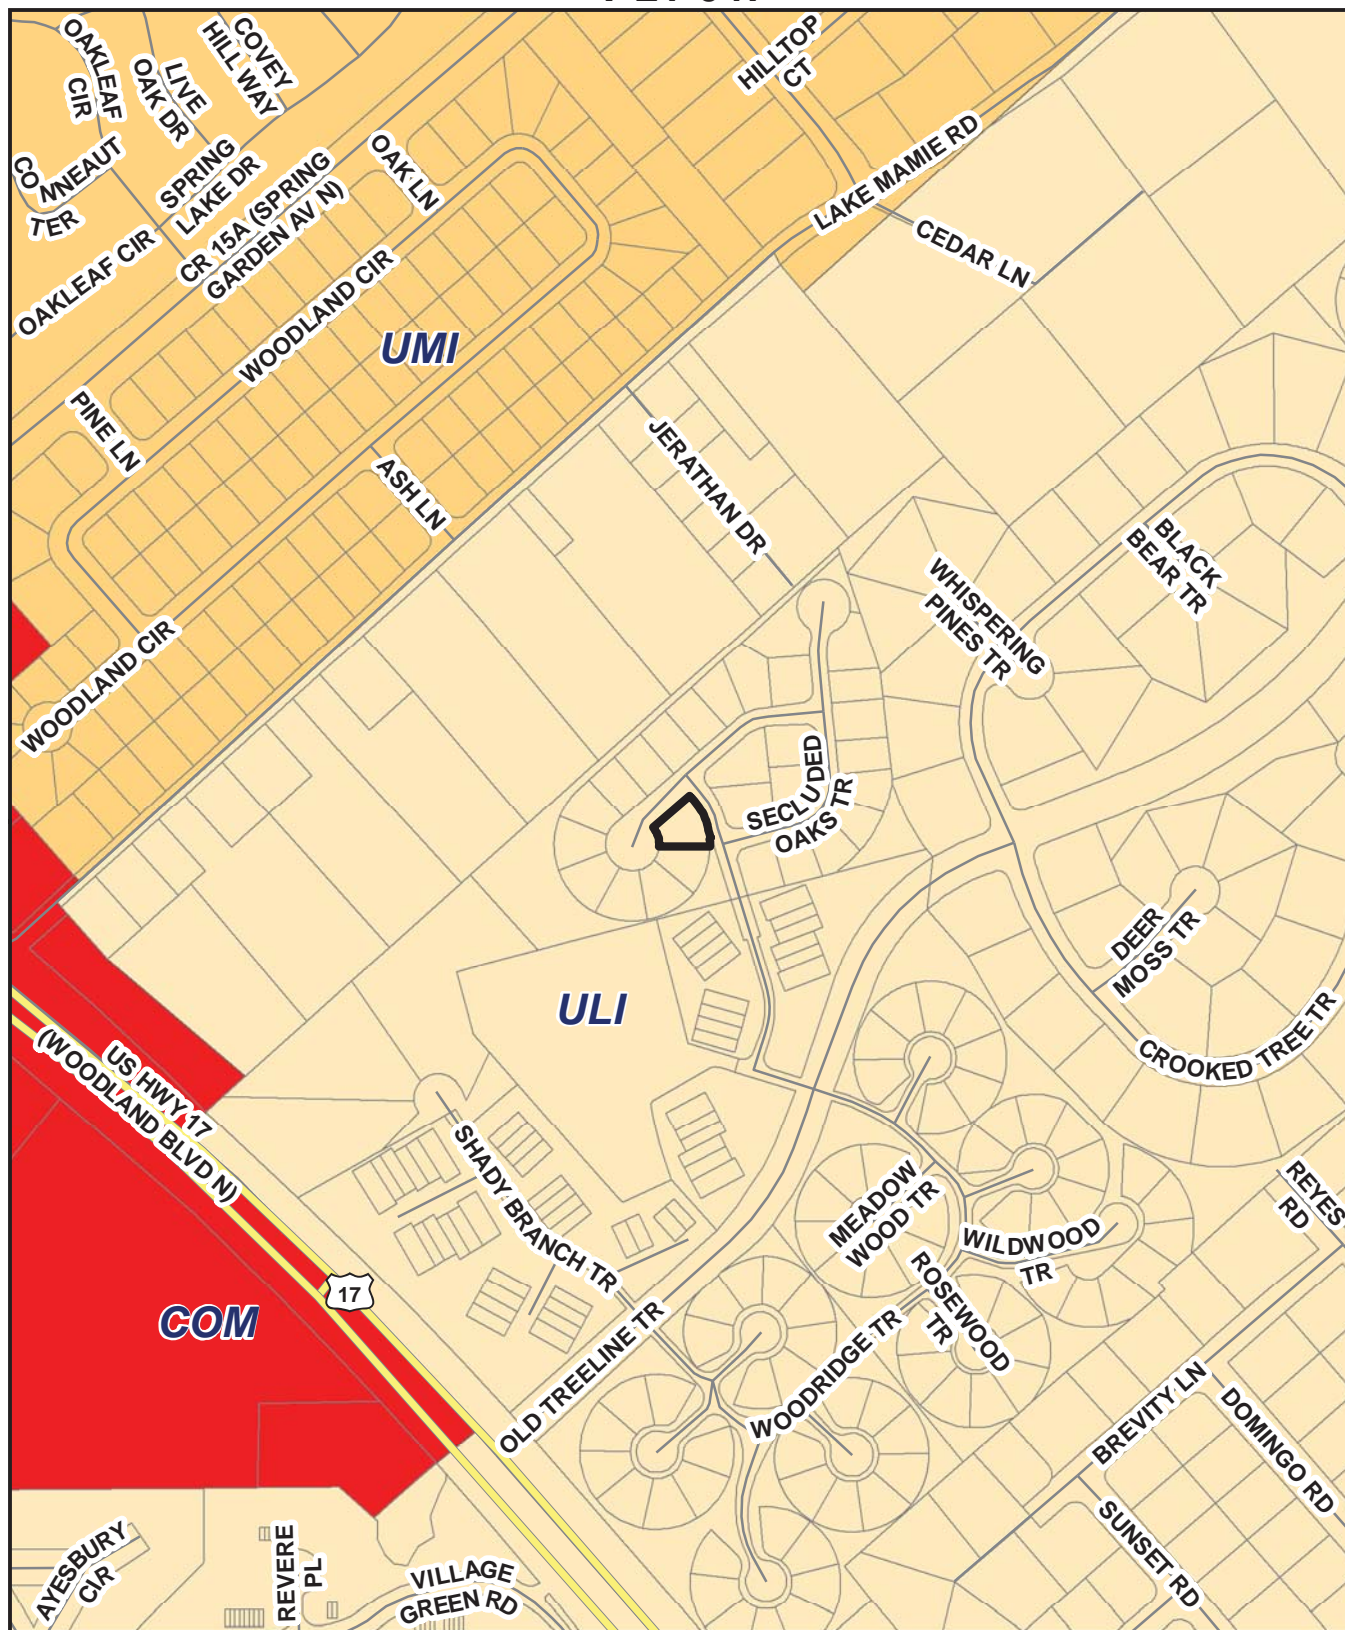 OAKLEAF
CIR
LIVE
OAK DR
COVEY
HILL WAY
HILLTOP
CT
CONNEAUT
TER
SPRING
LAKE DR
OAK LN
CR 15A (SPRING
GARDEN AV N)
OAKLEAF CIR
LAKE MAMIE RD
CEDAR LN
WOODLAND CIR
UMI
PINE LN
ASH LN
JERATHAN DR
BLACK
BEAR TR
WHISPERING
PINES TR
WOODLAND CIR
SECLUDED
OAKS TR
DEER
MOSS TR
ULI
CROOKED TREE TR
US HWY 17
(WOODLAND BLVD N)
SHADY BRANCH TR
MEADOW
WOOD TR
REYES
RD
WILDWOOD
TR
ROSEWOOD
TR
17
COM
OLD TREELINE TR
WOODRIDGE TR
BREVITY LN
DOMINGO RD
SUNSET RD
AYESBURY
CIR
REVERE
PL
VILLAGE
GREEN RD